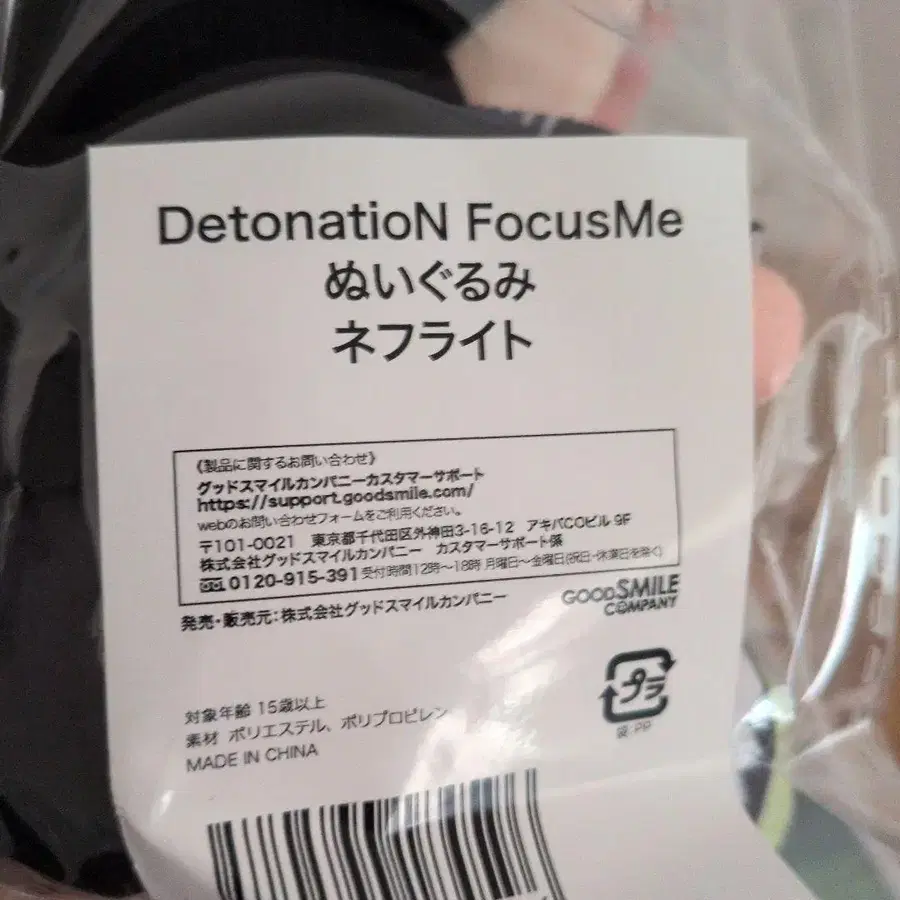 DetonatioN FocusMe
ぬいぐるみ
ネフライト
《製品に関するお問い合わせ》
グッドスマイルカンパニーカスタマーサポート
https://support.goodsmile.com/
webのお問い合わせフォームをご利用ください。
〒101-0021 東京都千代田区外神田3-16-12 アキバCOビル 9F
株式会社グッドスマイルカンパニー カスタマーサポート係
0120-915-391 受付時間12時〜18時 月曜日〜金曜日(祝日・休業日を除く)
発売・販売元:株式会社グッドスマイルカンパニー
GOODSMILE
COMPANY
対象年齢 15歳以上
素材 ポリエステル、ポリプロピレン
MADE IN CHINA
プラ
袋:PP